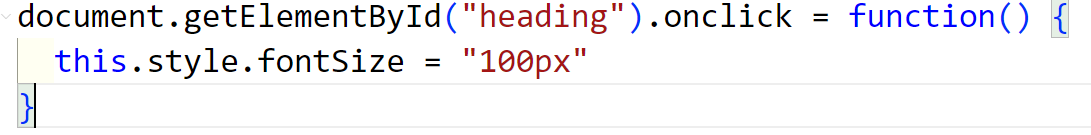 document.getElementById("heading").onclick = function() {
  this.style.fontSize = "100px"
}